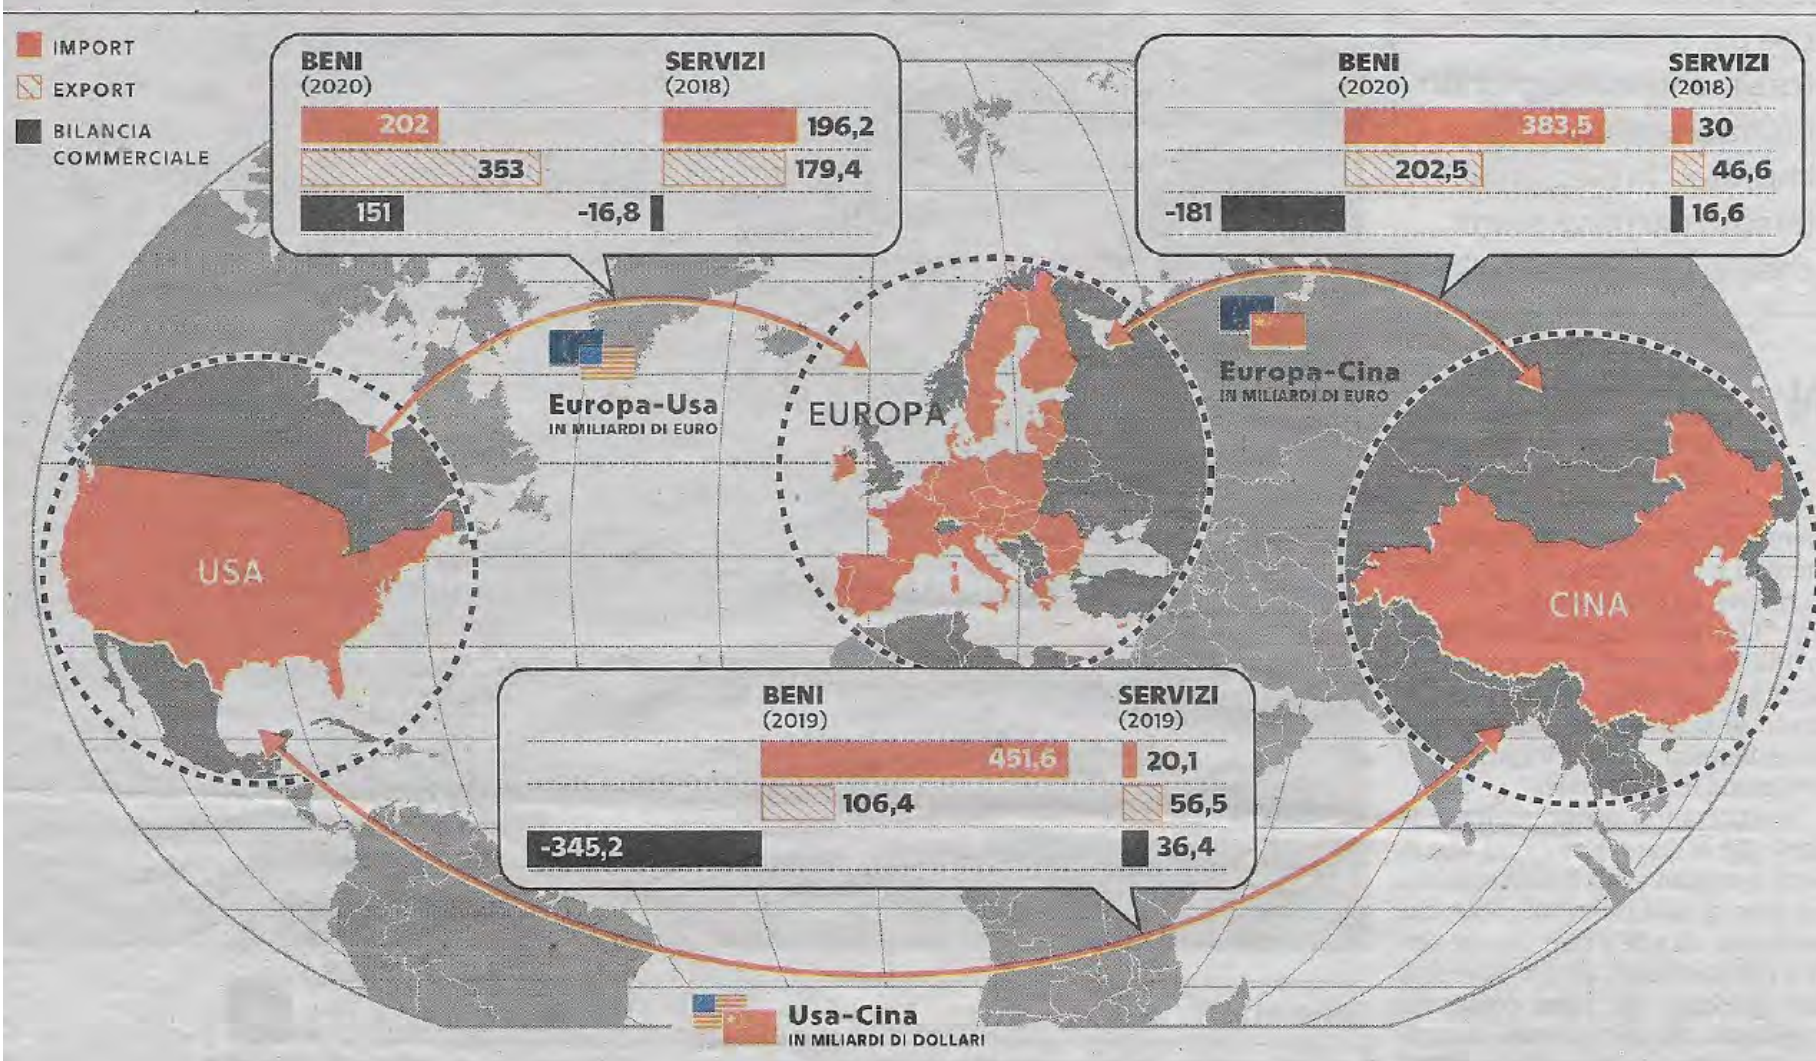 IMPORT
EXPORT
BILANCIA
COMMERCIALE
BENI
(2020)
SERVIZI
(2018)
202
196,2
353
179,4
151
-16,8
BENI
(2020)
SERVIZI
(2018)
383,5
30
202,5
46,6
-181
16,6
Europa-Usa
IN MILIARDI DI EURO
EUROPA
Europa-Cina
IN MILIARDI DI EURO
USA
CINA
BENI
(2019)
SERVIZI
(2019)
451,6
20,1
106,4
56,5
-345,2
36,4
Usa-Cina
IN MILIARDI DI DOLLARI